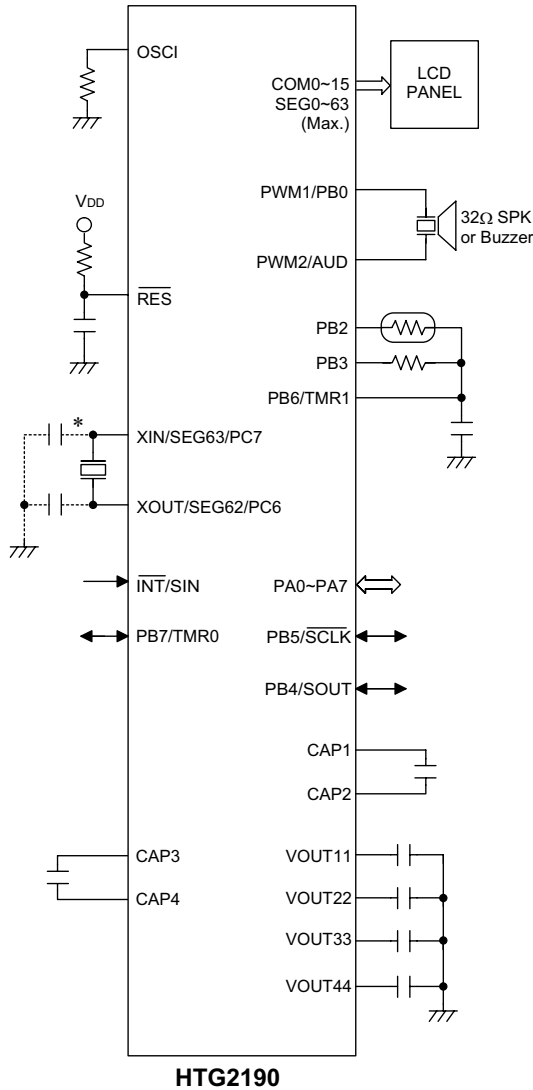 OSCI
COM0~15
SEG0~63
(Max.)
LCD
PANEL
VDD
PWM1/PB0
32Ω SPK
or Buzzer
PWM2/AUD
RES
PB2
PB3
PB6/TMR1
*
XIN/SEG63/PC7
XOUT/SEG62/PC6
INT/SIN
PA0~PA7
PB7/TMR0
PB5/SCLK
PB4/SOUT
CAP1
CAP2
CAP3
VOUT11
CAP4
VOUT22
VOUT33
VOUT44
HTG2190